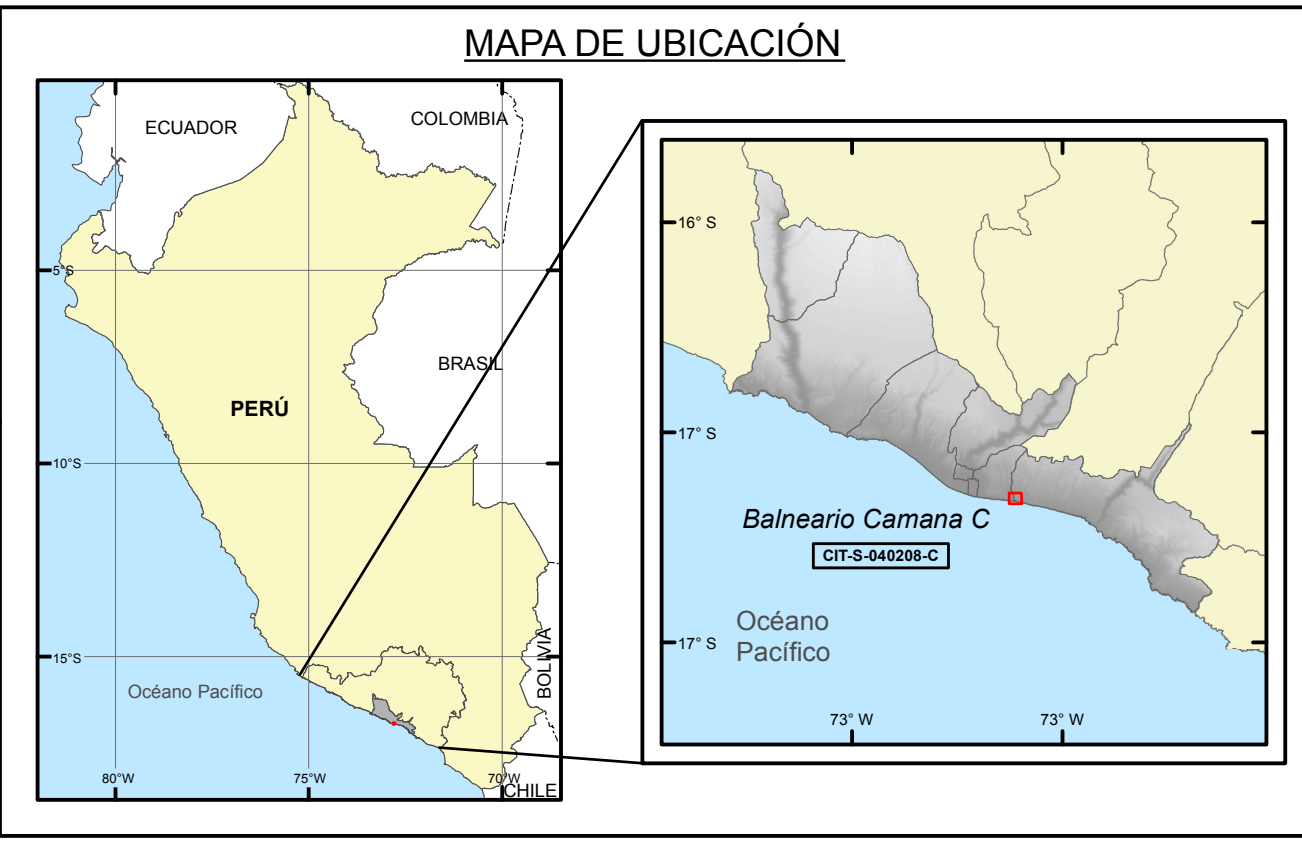 MAPA DE UBICACIÓN
ECUADOR
COLOMBIA
5°S
BRASIL
PERÚ
10°S
15°S
Océano Pacífico
BOLIVIA
80°W
75°W
70°W
CHILE
16° S
17° S
Balneario Camana C
CIT-S-040208-C
Océano
Pacífico
17° S
73° W
73° W